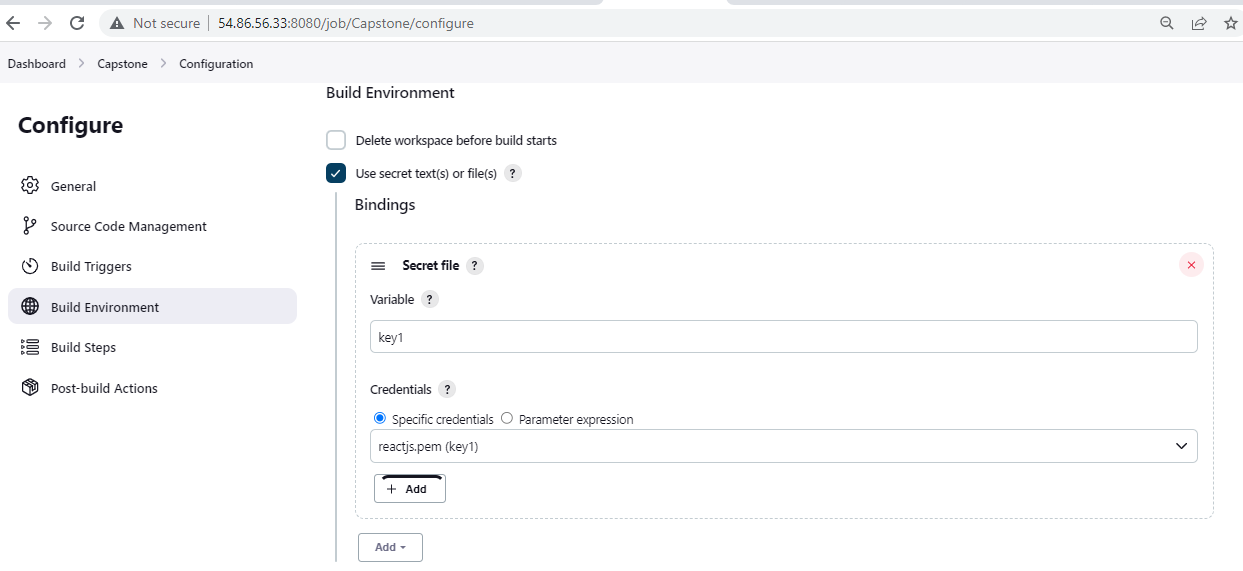 Not secure | 54.86.56.33:8080/job/Capstone/configure
Dashboard > Capstone > Configuration
Configure
General
Source Code Management
Build Triggers
Build Environment
Build Steps
Post-build Actions
Build Environment
Delete workspace before build starts
Use secret text(s) or file(s) ?
Bindings
Secret file ?
Variable ?
key1
Credentials ?
Specific credentials Parameter expression
reactjs.pem (key1)
+ Add
Add